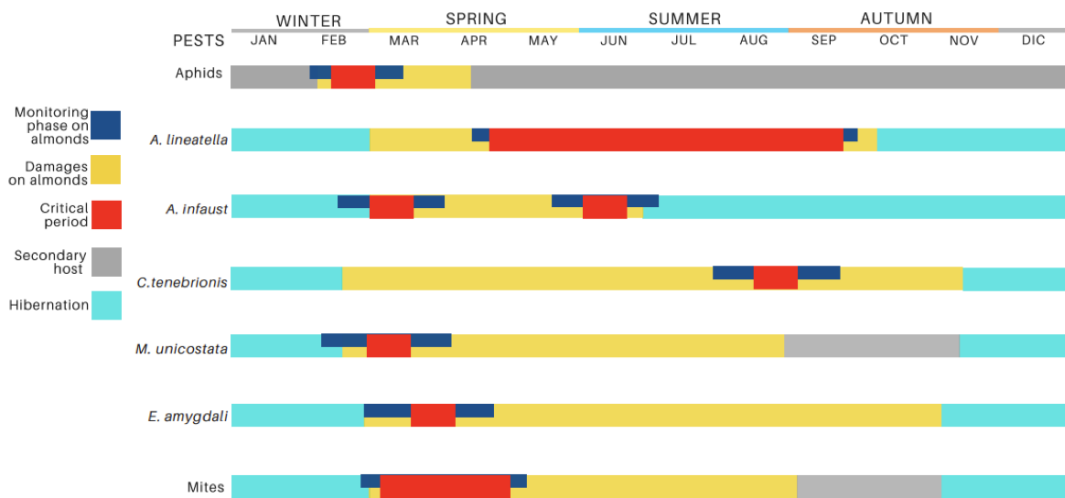 WINTER SPRING SUMMER AUTUMN
PESTS JAN FEB MAR APR MAY JUN JUL AUG SEP OCT NOV DIC
Aphids
Monitoring
phase on
almonds
A. lineatella
Damages
on almonds
Critical
period
A. infaust
Secondary
host
C.tenebrionis
Hibernation
M. unicostata
E. amygdali
Mites